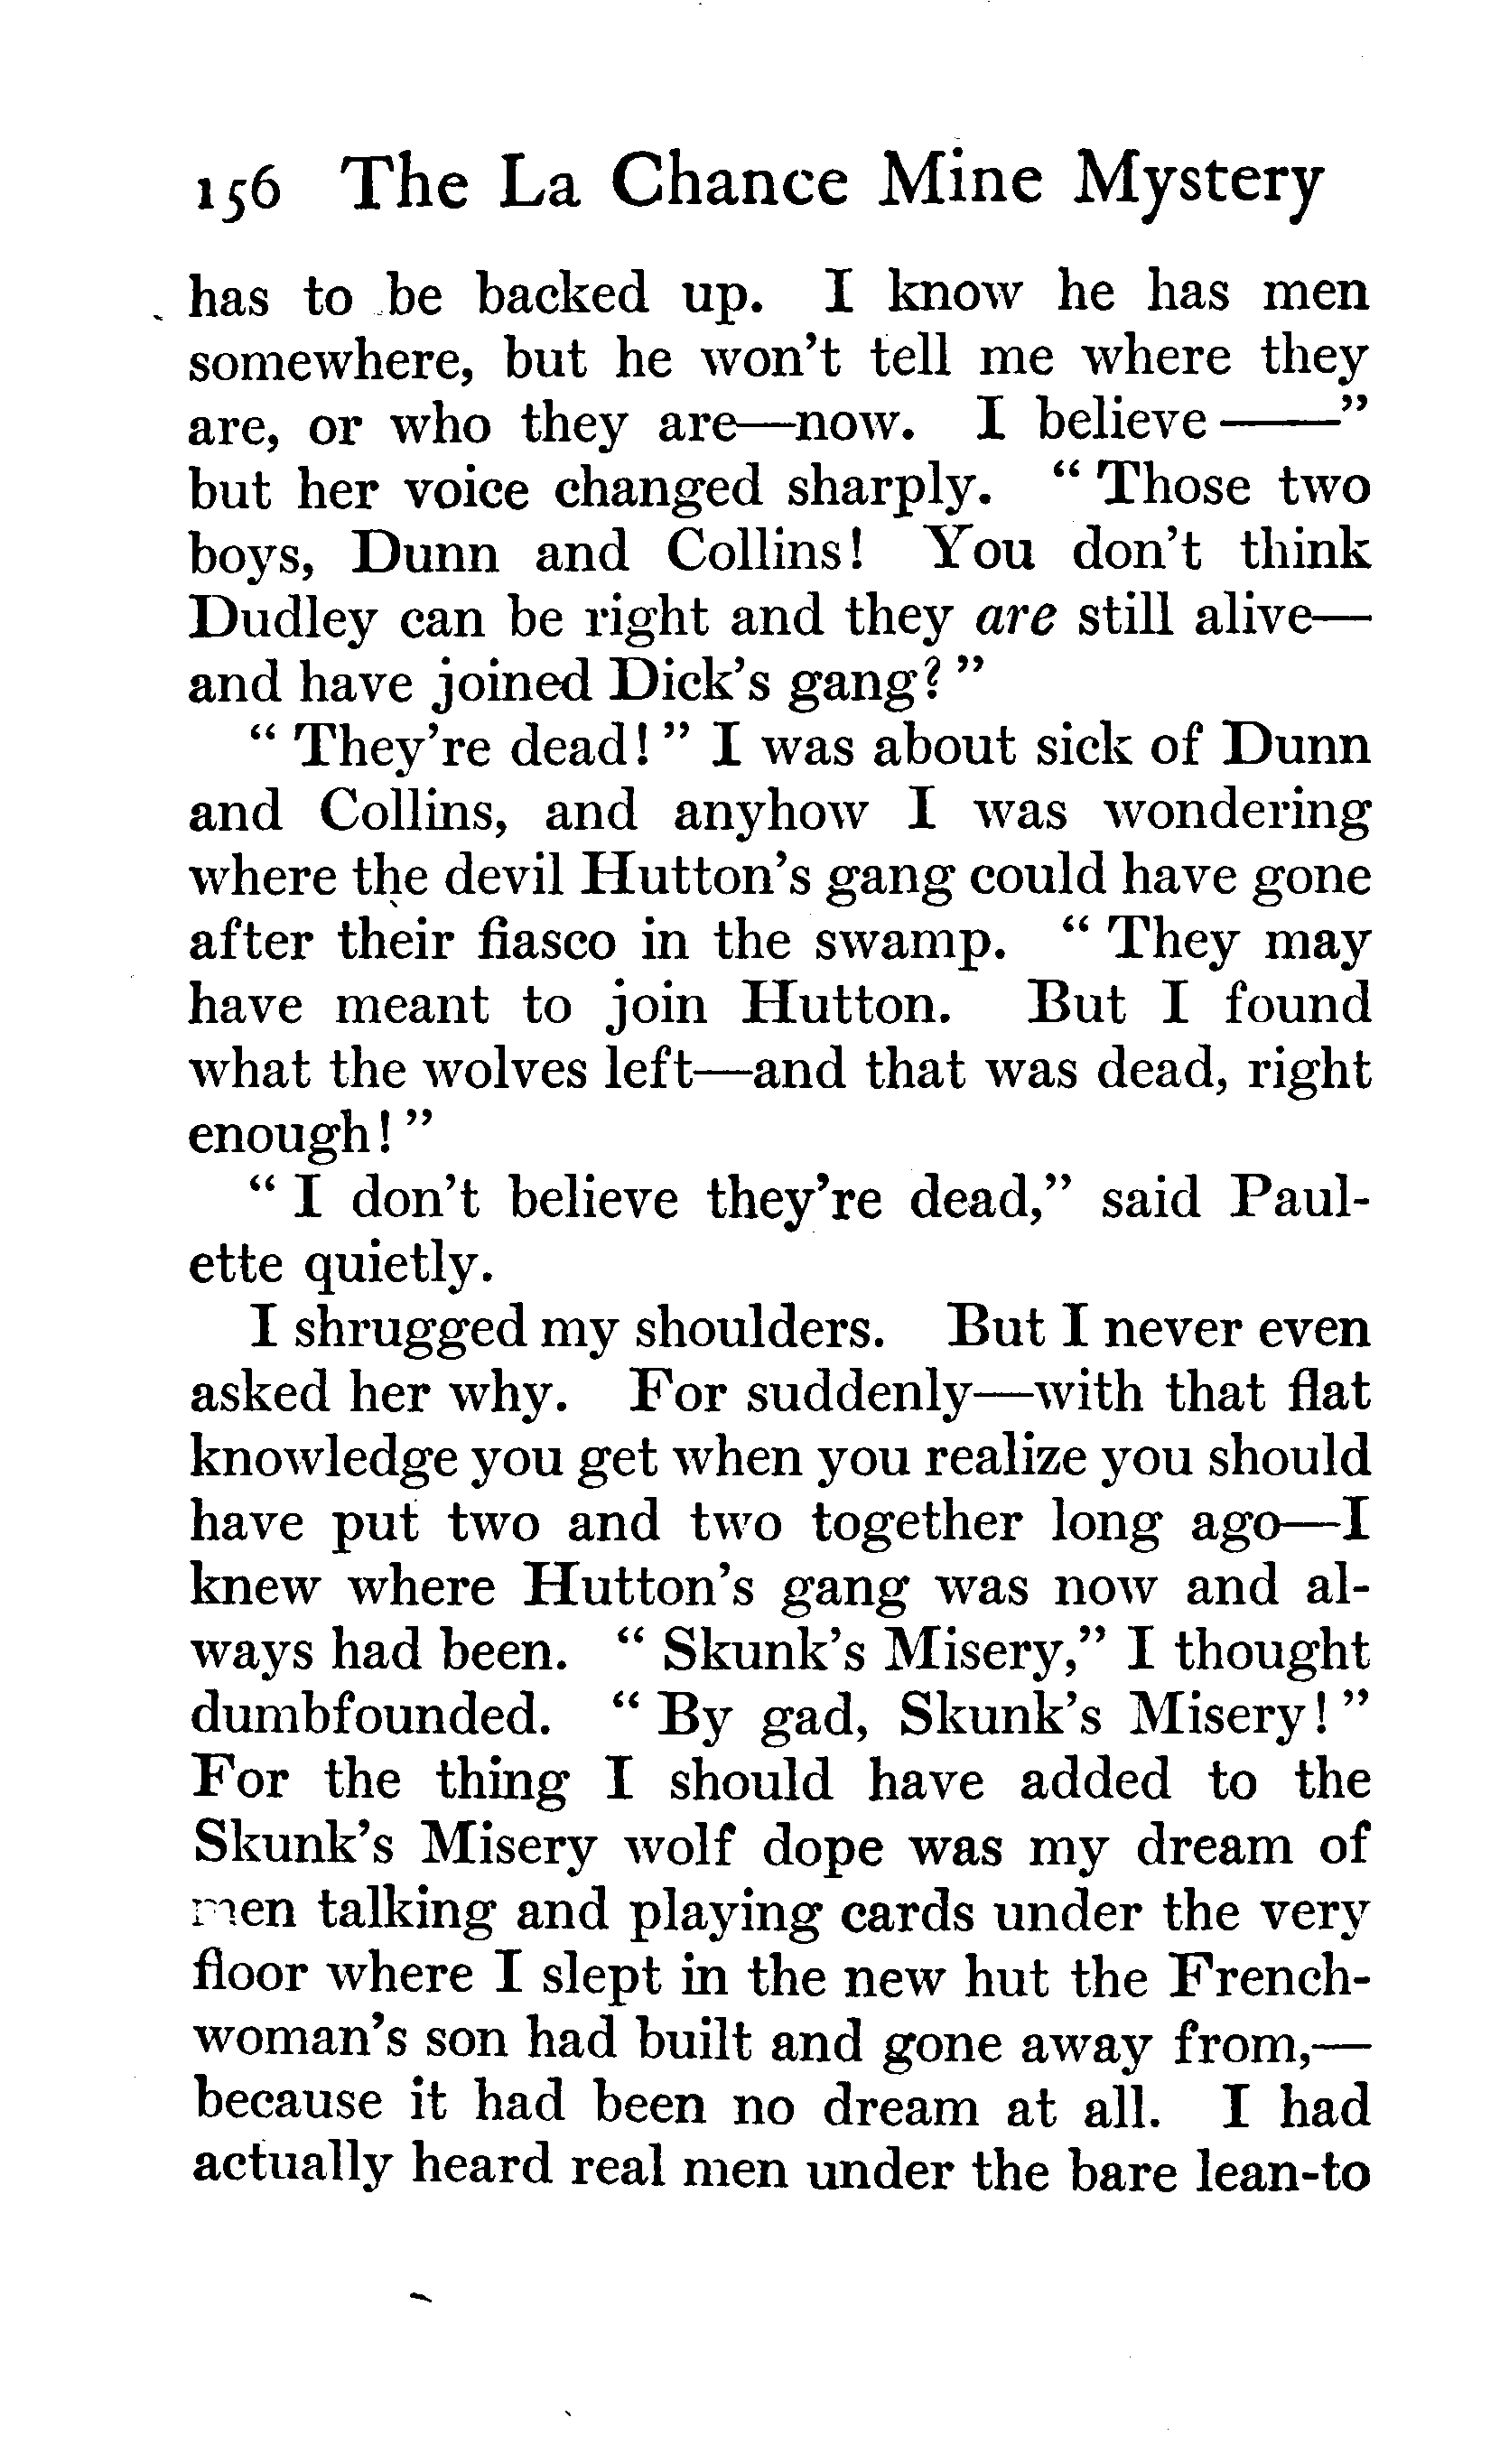 156 The La Chance Mine Mystery
has to be backed up. I know he has men
somewhere, but he won't tell me where they
are, or who they are—now. I believe ——"
but her voice changed sharply. "Those two
boys, Dunn and Collins! You don't think
Dudley can be right and they are still alive—
and have joined Dick's gang?"
"They're dead!" I was about sick of Dunn
and Collins, and anyhow I was wondering
where the devil Hutton's gang could have gone
after their fiasco in the swamp. "They may
have meant to join Hutton. But I found
what the wolves left—and that was dead, right
enough!"
"I don't believe they're dead," said Paul-
ette quietly.
I shrugged my shoulders. But I never even
asked her why. For suddenly—with that flat
knowledge you get when you realize you should
have put two and two together long ago—I
knew where Hutton's gang was now and al-
ways had been. "Skunk's Misery," I thought
dumbfounded. "By gad, Skunk's Misery!"
For the thing I should have added to the
Skunk's Misery wolf dope was my dream of
men talking and playing cards under the very
floor where I slept in the new hut the French-
woman's son had built and gone away from,—
because it had been no dream at all. I had
actually heard real men under the bare lean-to